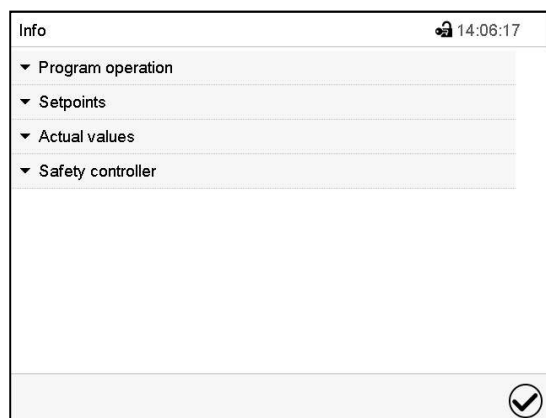 Info 14:06:17
Program operation
Setpoints
Actual values
Safety controller